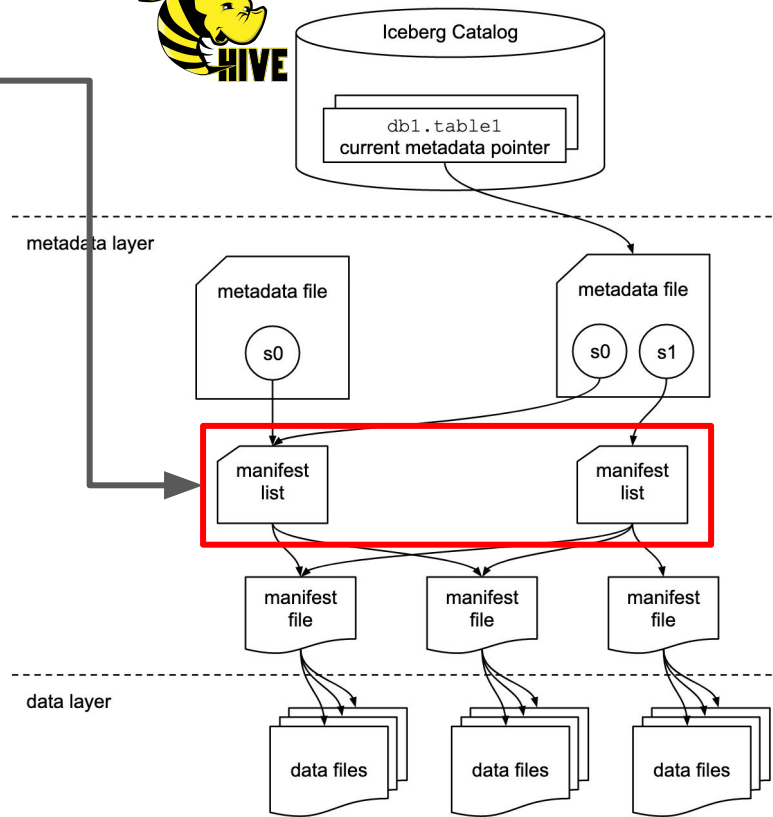 HIVE
Iceberg Catalog
db1.table1
current metadata pointer
metadata layer
metadata file
s0
metadata file
s0
s1
manifest
list
manifest
list
manifest
file
manifest
file
manifest
file
data layer
data files
data files
data files